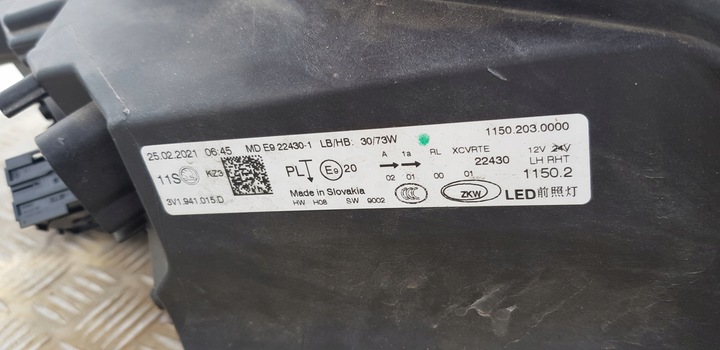 25.02.2021 06:45 MD E9 22430-1 LB/HB: 30/73W 1150.203.0000
11S KZ3 PL E9 20 A 1a RL XCVRTE 12V 24V
22430 LH RHT
02 01 00 01 1150.2
Made in Slovakia
3V1.941.015.D HW H08 SW 9002 CCC ZKW LED前照灯